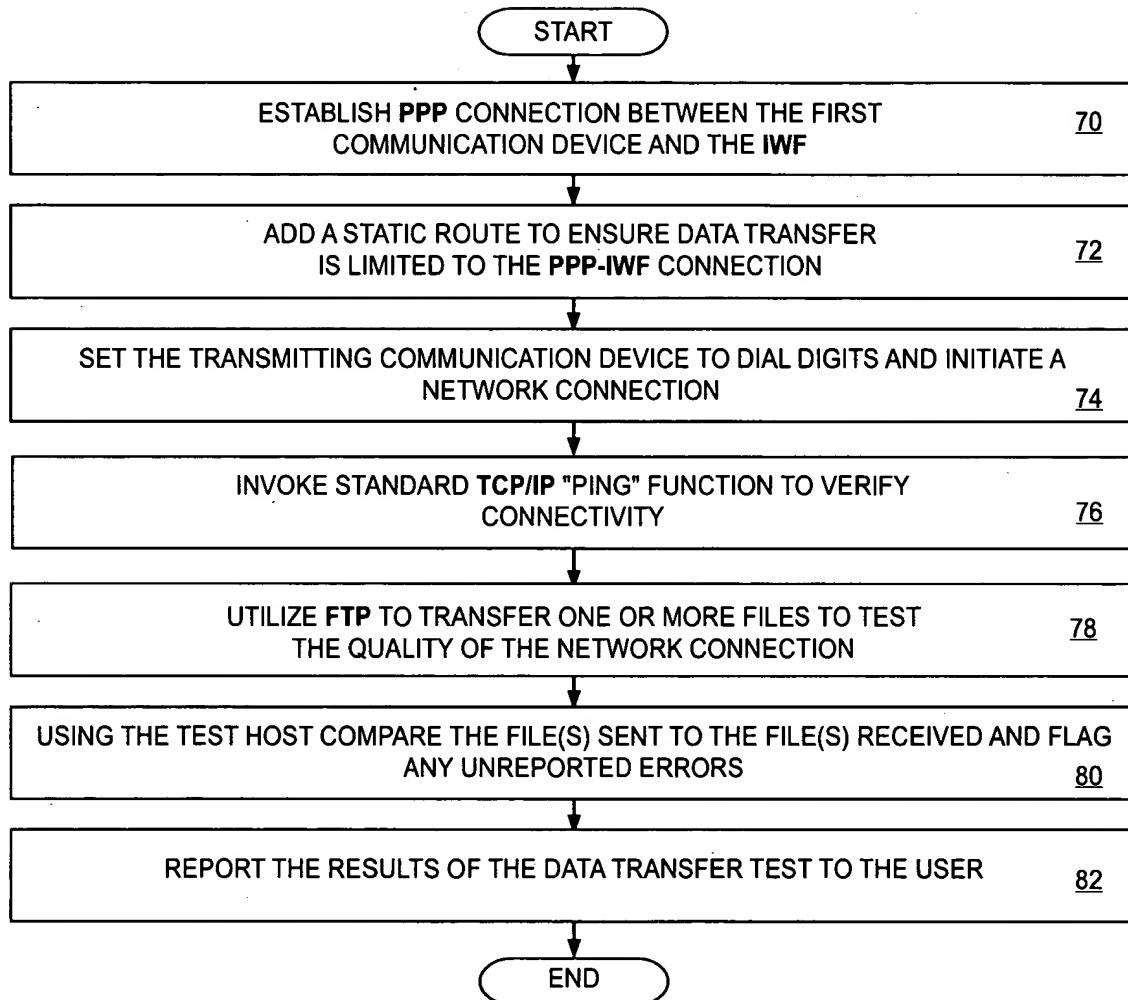 START
ESTABLISH PPP CONNECTION BETWEEN THE FIRST
COMMUNICATION DEVICE AND THE IWF
70
ADD A STATIC ROUTE TO ENSURE DATA TRANSFER
IS LIMITED TO THE PPP-IWF CONNECTION
72
SET THE TRANSMITTING COMMUNICATION DEVICE TO DIAL DIGITS AND INITIATE A
NETWORK CONNECTION
74
INVOKE STANDARD TCP/IP "PING" FUNCTION TO VERIFY
CONNECTIVITY
76
UTILIZE FTP TO TRANSFER ONE OR MORE FILES TO TEST
THE QUALITY OF THE NETWORK CONNECTION
78
USING THE TEST HOST COMPARE THE FILE(S) SENT TO THE FILE(S) RECEIVED AND FLAG
ANY UNREPORTED ERRORS
80
REPORT THE RESULTS OF THE DATA TRANSFER TEST TO THE USER
82
END